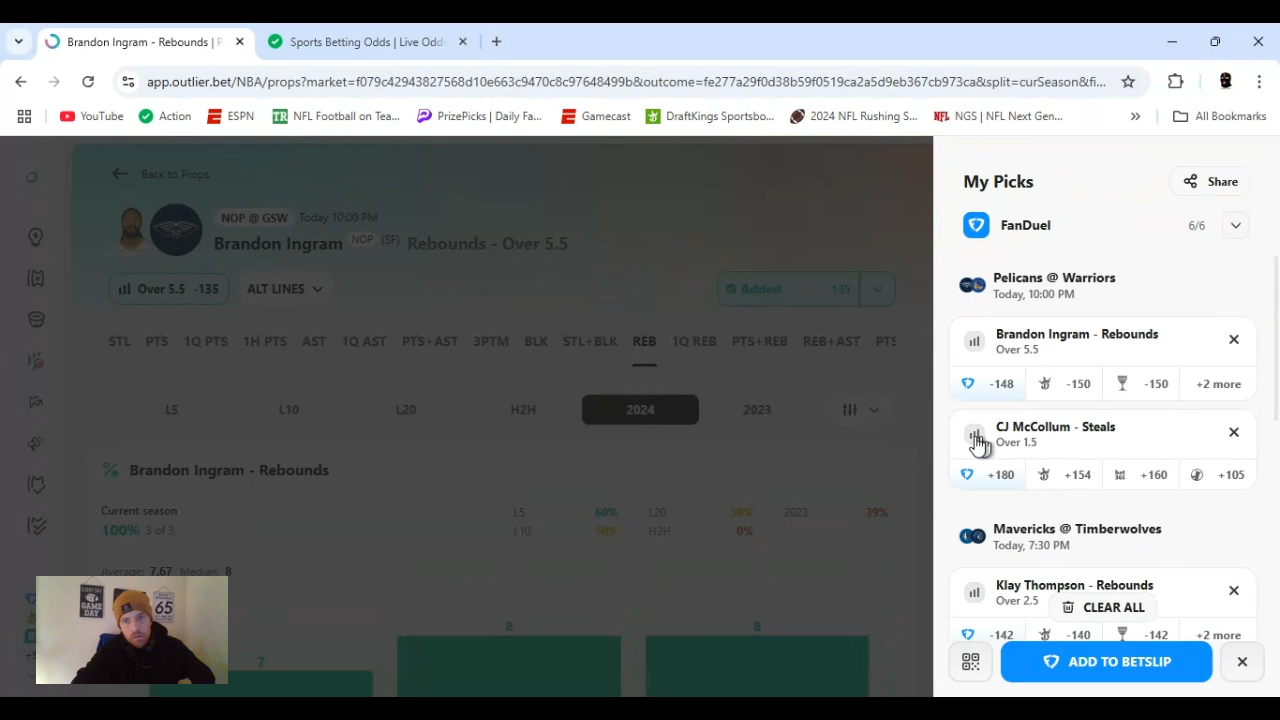 Brandon Ingram - Rebounds | P
Sports Betting Odds | Live Odd
app.outlier.bet/NBA/props?market=f079c42943827568d10e663c9470c8c97648499b&outcome=fe277a29f0d38b59f0519ca2a5d9eb367cb973ca&split=curSeason&fi...
YouTube
Action
ESPN
NFL Football on Tea...
PrizePicks | Daily Fa...
Gamecast
DraftKings Sportsbo...
2024 NFL Rushing S...
NGS | NFL Next Gen...
All Bookmarks
Back to Props
NOP @ GSW Today 10:00 PM
Brandon Ingram NOP (SF) Rebounds - Over 5.5
Over 5.5 -135
ALT LINES
Added -135
STL PTS 1Q PTS 1H PTS AST 1Q AST PTS+AST 3PTM BLK STL+BLK REB 1Q REB PTS+REB REB+AST PTS
L5 L10 L20 H2H 2024 2023
Brandon Ingram - Rebounds
Current season
100% 3 of 3
L5 60% L20 50% 2023 39%
L10 50% H2H 0%
Average: 7.67 Median: 8
7
8
8
EVERY DAY
GAME DAY
65
My Picks
Share
FanDuel 6/6
Pelicans @ Warriors
Today, 10:00 PM
Brandon Ingram - Rebounds
Over 5.5
-148 -150 -150 +2 more
CJ McCollum - Steals
Over 1.5
+180 +154 +160 +105
Mavericks @ Timberwolves
Today, 7:30 PM
Klay Thompson - Rebounds
Over 2.5
CLEAR ALL
-142 -140 -142 +2 more
ADD TO BETSLIP